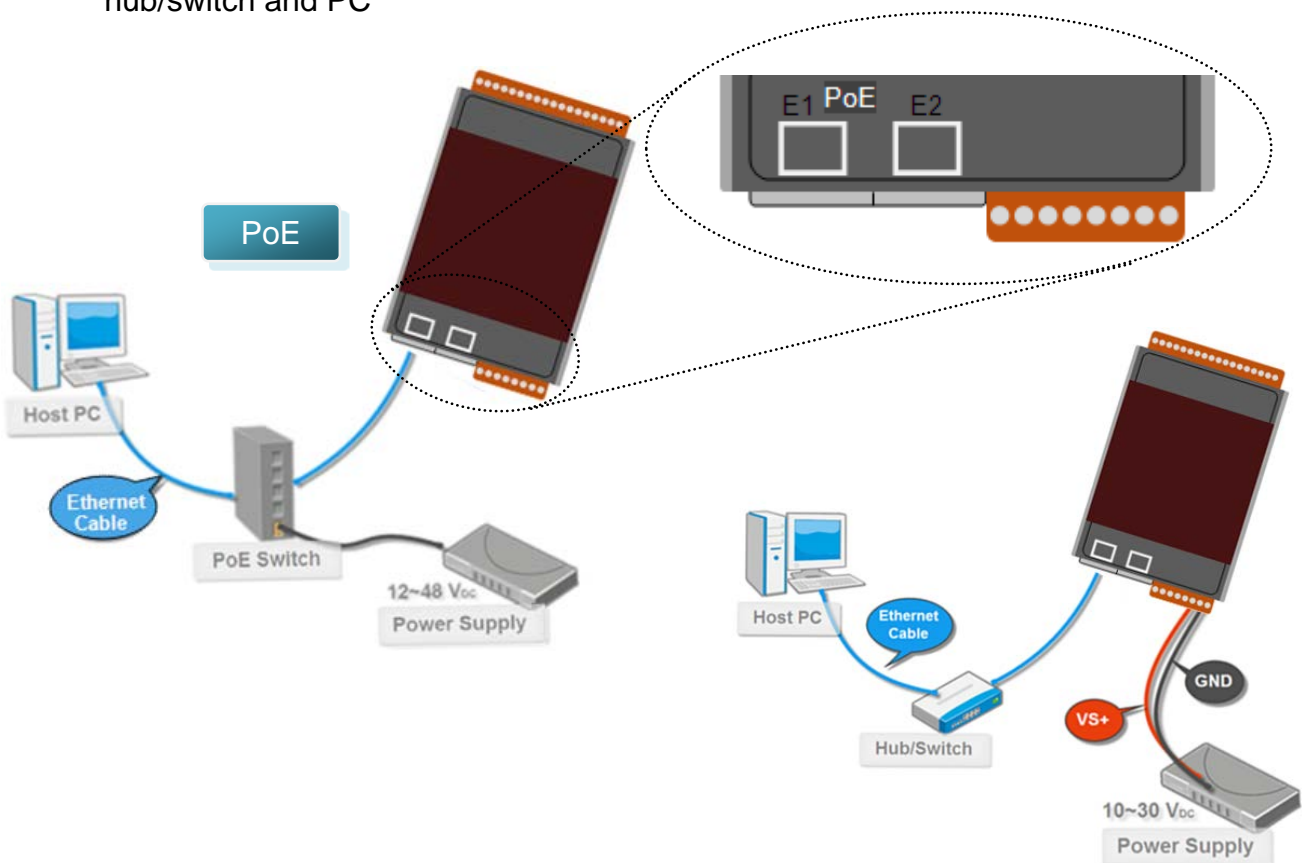 hub/switch and PC
E1 PoE E2
PoE
Host PC
Ethernet
Cable
PoE Switch
12~48 VDC
Power Supply
Host PC
Ethernet
Cable
Hub/Switch
GND
VS+
10~30 VDC
Power Supply